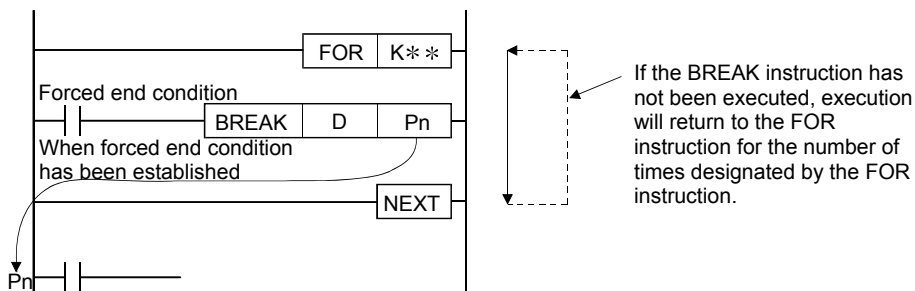 FOR K**
Forced end condition
BREAK D Pn
When forced end condition
has been established
NEXT
Pn
If the BREAK instruction has
not been executed, execution
will return to the FOR
instruction for the number of
times designated by the FOR
instruction.